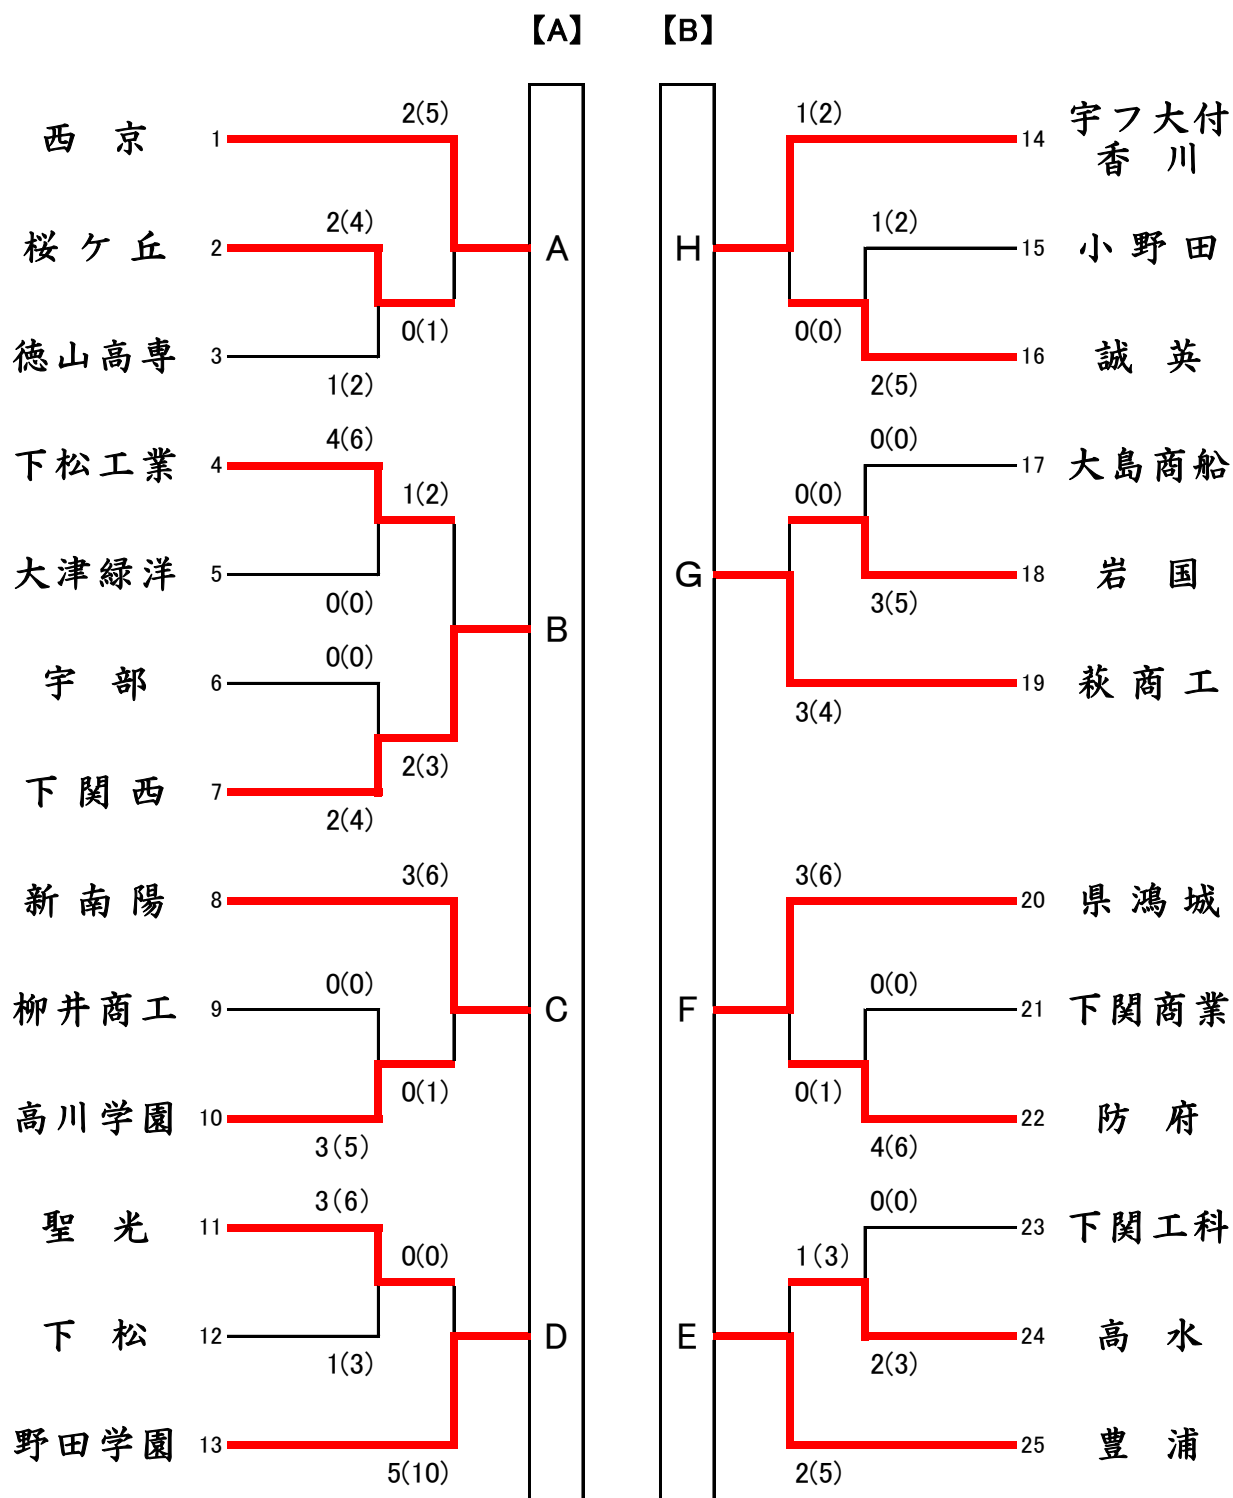 【A】 【B】
2(5) 1(2)
西 京 1 14 宇フ大付
香 川
2(4) 1(2)
桜ケ丘 2 A H 15 小野田
0(1) 0(0)
徳山高専 3 16 誠 英
1(2) 2(5)
4(6) 0(0)
下松工業 4 17 大島商船
1(2) 0(0)
大津緑洋 5 G 18 岩 国
0(0) 3(5)
B
0(0)
宇 部 6 19 萩商工
3(4)
2(3)
下関西 7
2(4)
3(6) 3(6)
新南陽 8 20 県鴻城
0(0) 0(0)
柳井商工 9 C F 21 下関商業
0(1) 0(1)
高川学園 10 22 防 府
3(5) 4(6)
3(6) 0(0)
聖 光 11 23 下関工科
0(0) 1(3)
下 松 12 D E 24 高 水
1(3) 2(3)
野田学園 13 25 豊 浦
5(10) 2(5)